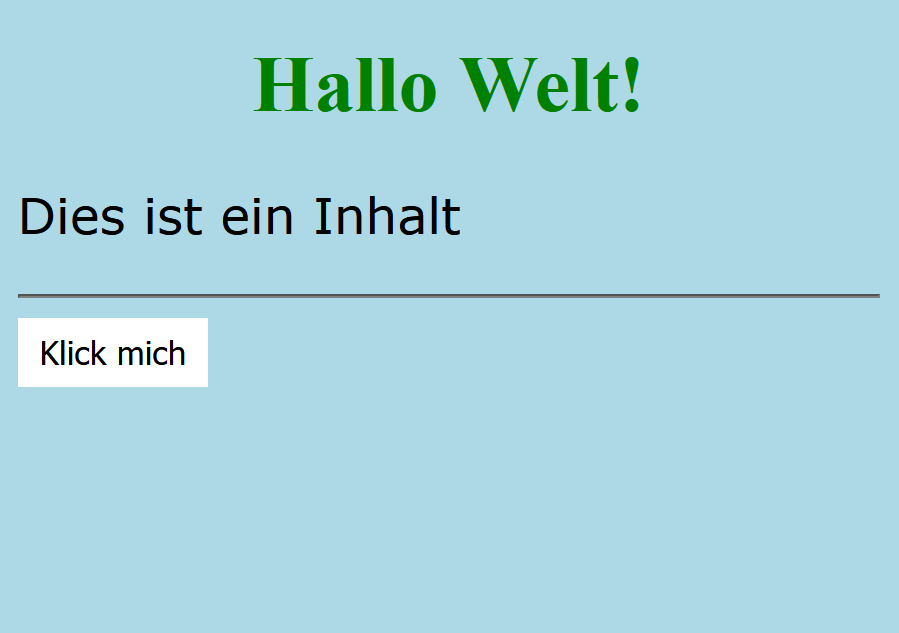 Hallo Welt!
Dies ist ein Inhalt
Klick mich